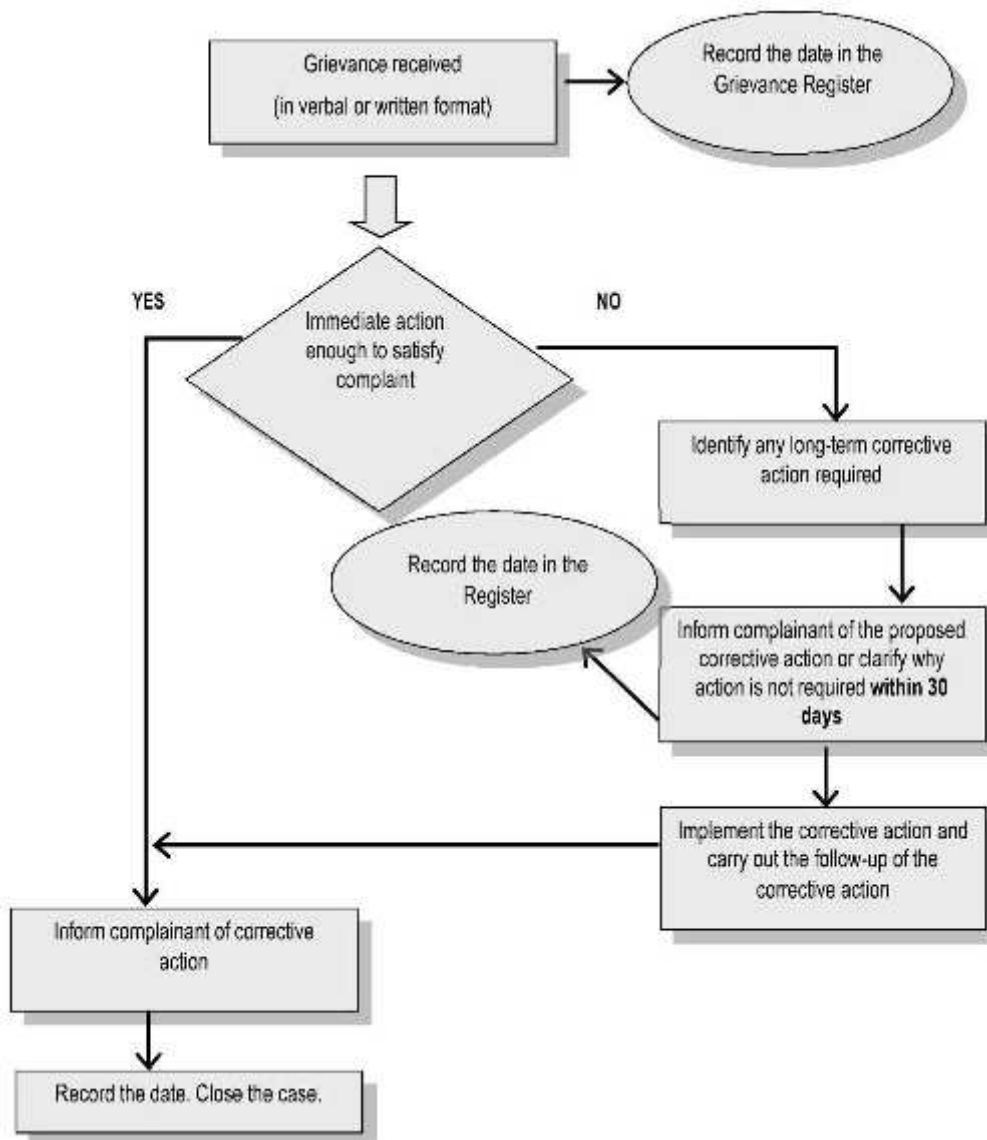 Grievance received
(in verbal or written format)
Record the date in the
Grievance Register
YES
NO
Immediate action
enough to satisfy
complaint
Identify any long-term corrective
action required
Record the date in the
Register
Inform complainant of the proposed
corrective action or clarify why
action is not required within 30
days
Implement the corrective action and
carry out the follow-up of the
corrective action
Inform complainant of corrective
action
Record the date. Close the case.